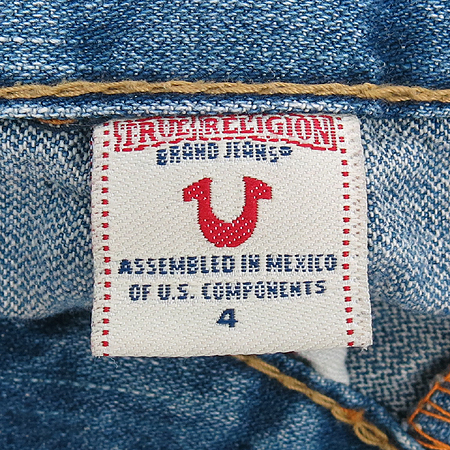 TRUE RELIGION
BRAND JEANS
ASSEMBLED IN MEXICO
OF U.S. COMPONENTS
4